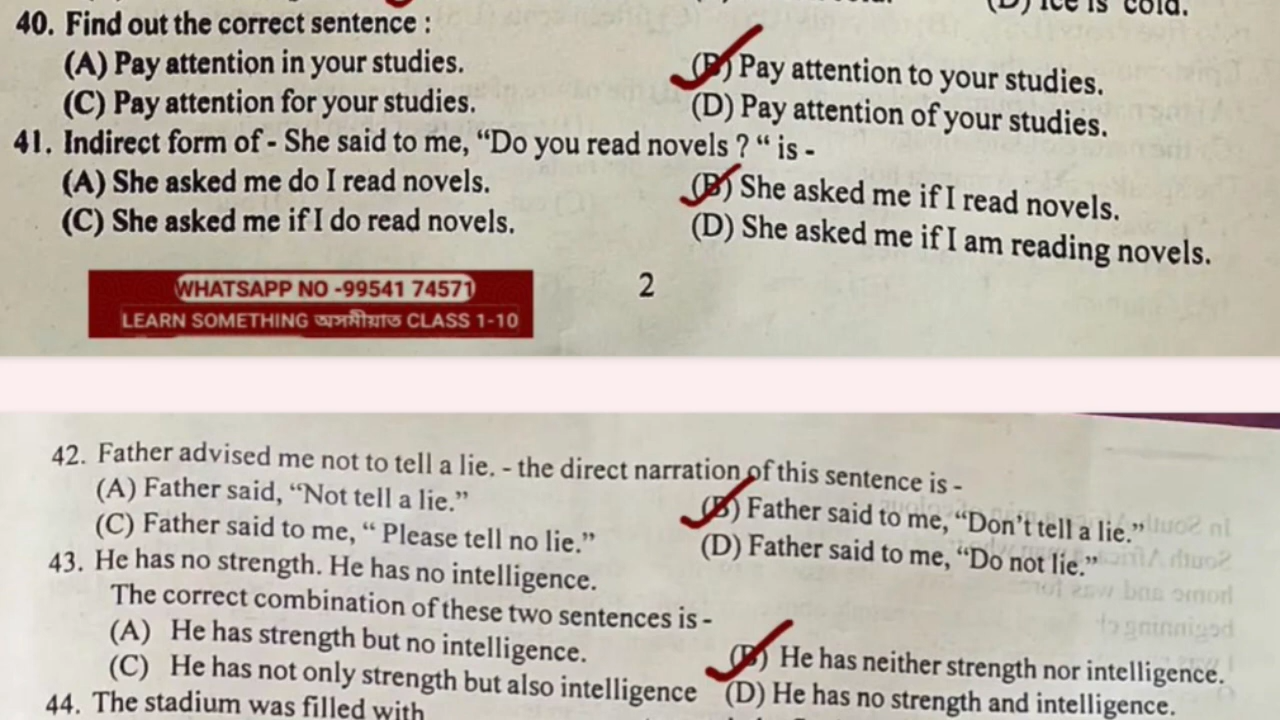 (D) Ice is cold.
40. Find out the correct sentence :
(A) Pay attention in your studies. (B) Pay attention to your studies.
(C) Pay attention for your studies. (D) Pay attention of your studies.
41. Indirect form of - She said to me, “Do you read novels ? “ is -
(A) She asked me do I read novels. (B) She asked me if I read novels.
(C) She asked me if I do read novels. (D) She asked me if I am reading novels.
WHATSAPP NO -99541 74571
LEARN SOMETHING অসমীয়াত CLASS 1-10
2
42. Father advised me not to tell a lie. - the direct narration of this sentence is -
(A) Father said, “Not tell a lie.” (B) Father said to me, “Don't tell a lie.”
(C) Father said to me, “ Please tell no lie.” (D) Father said to me, “Do not lie.”
43. He has no strength. He has no intelligence.
The correct combination of these two sentences is -
(A) He has strength but no intelligence. (B) He has neither strength nor intelligence.
(C) He has not only strength but also intelligence (D) He has no strength and intelligence.
44. The stadium was filled with